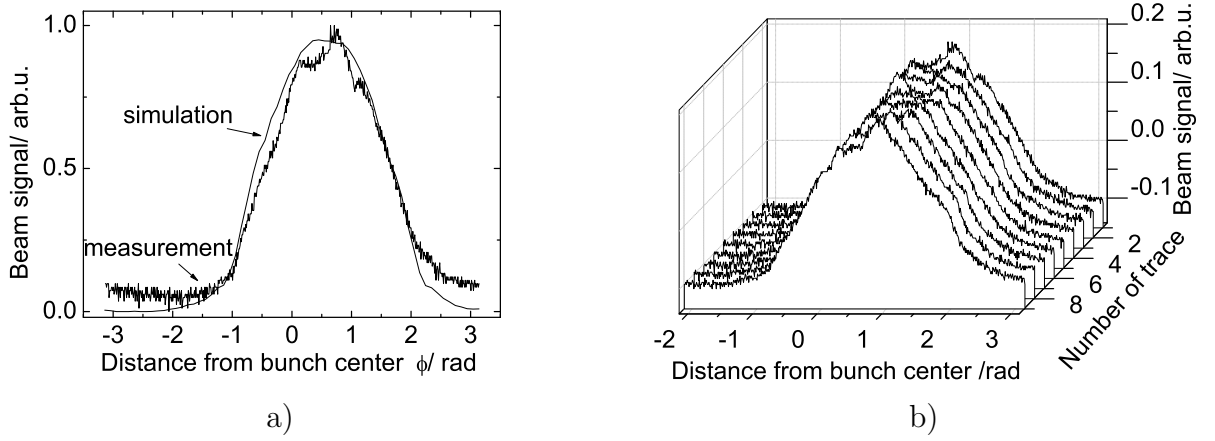 1.0
0.5
0.0
Beam signal/ arb.u.
simulation
measurement
-3 -2 -1 0 1 2 3
Distance from bunch center ϕ/ rad
a)
0.2
0.1
0.0
-0.1
Beam signal/ arb.u.
2
4
6
8
Number of trace
-2 -1 0 1 2 3
Distance from bunch center /rad
b)